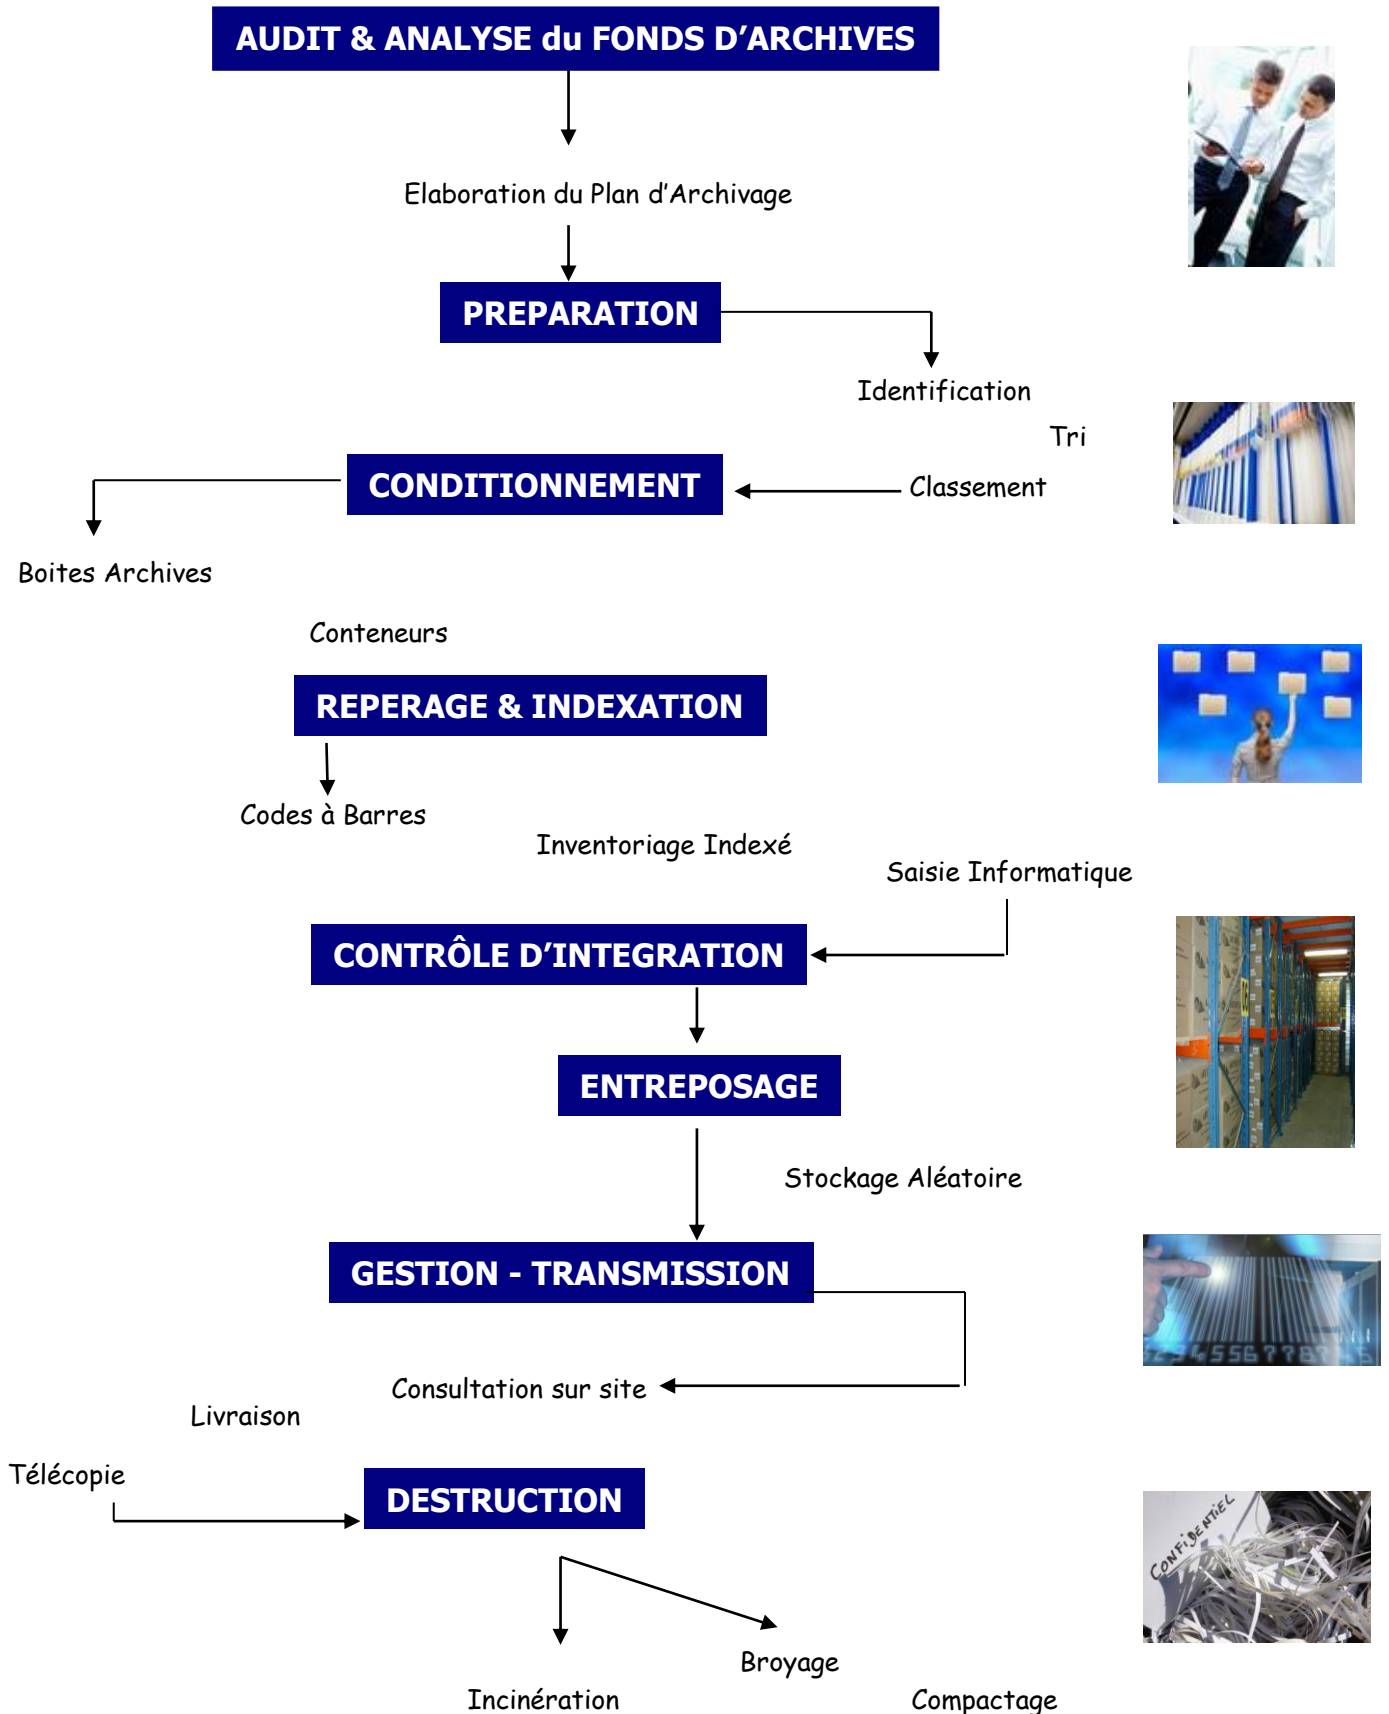 AUDIT & ANALYSE du FONDS D’ARCHIVES
Elaboration du Plan d’Archivage
PREPARATION
Identification
Tri
Classement
CONDITIONNEMENT
Boites Archives
Conteneurs
REPERAGE & INDEXATION
Codes à Barres
Inventoriage Indexé
Saisie Informatique
CONTRÔLE D’INTEGRATION
ENTREPOSAGE
Stockage Aléatoire
GESTION - TRANSMISSION
Consultation sur site
Livraison
Télécopie
DESTRUCTION
CONFIDENTIEL
Broyage
Incinération
Compactage